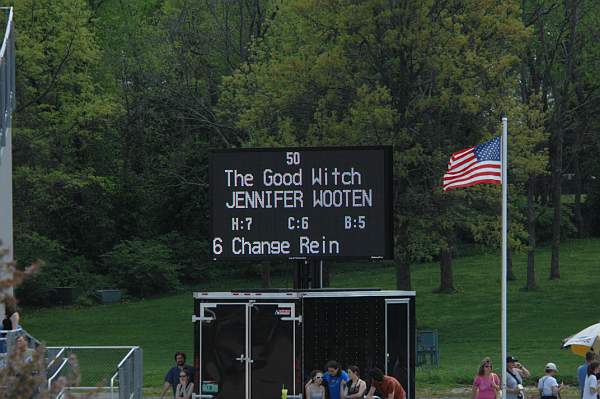 50
The Good Witch
JENNIFER WOOTEN
H:7 C:6 B:5
6 Change Rein